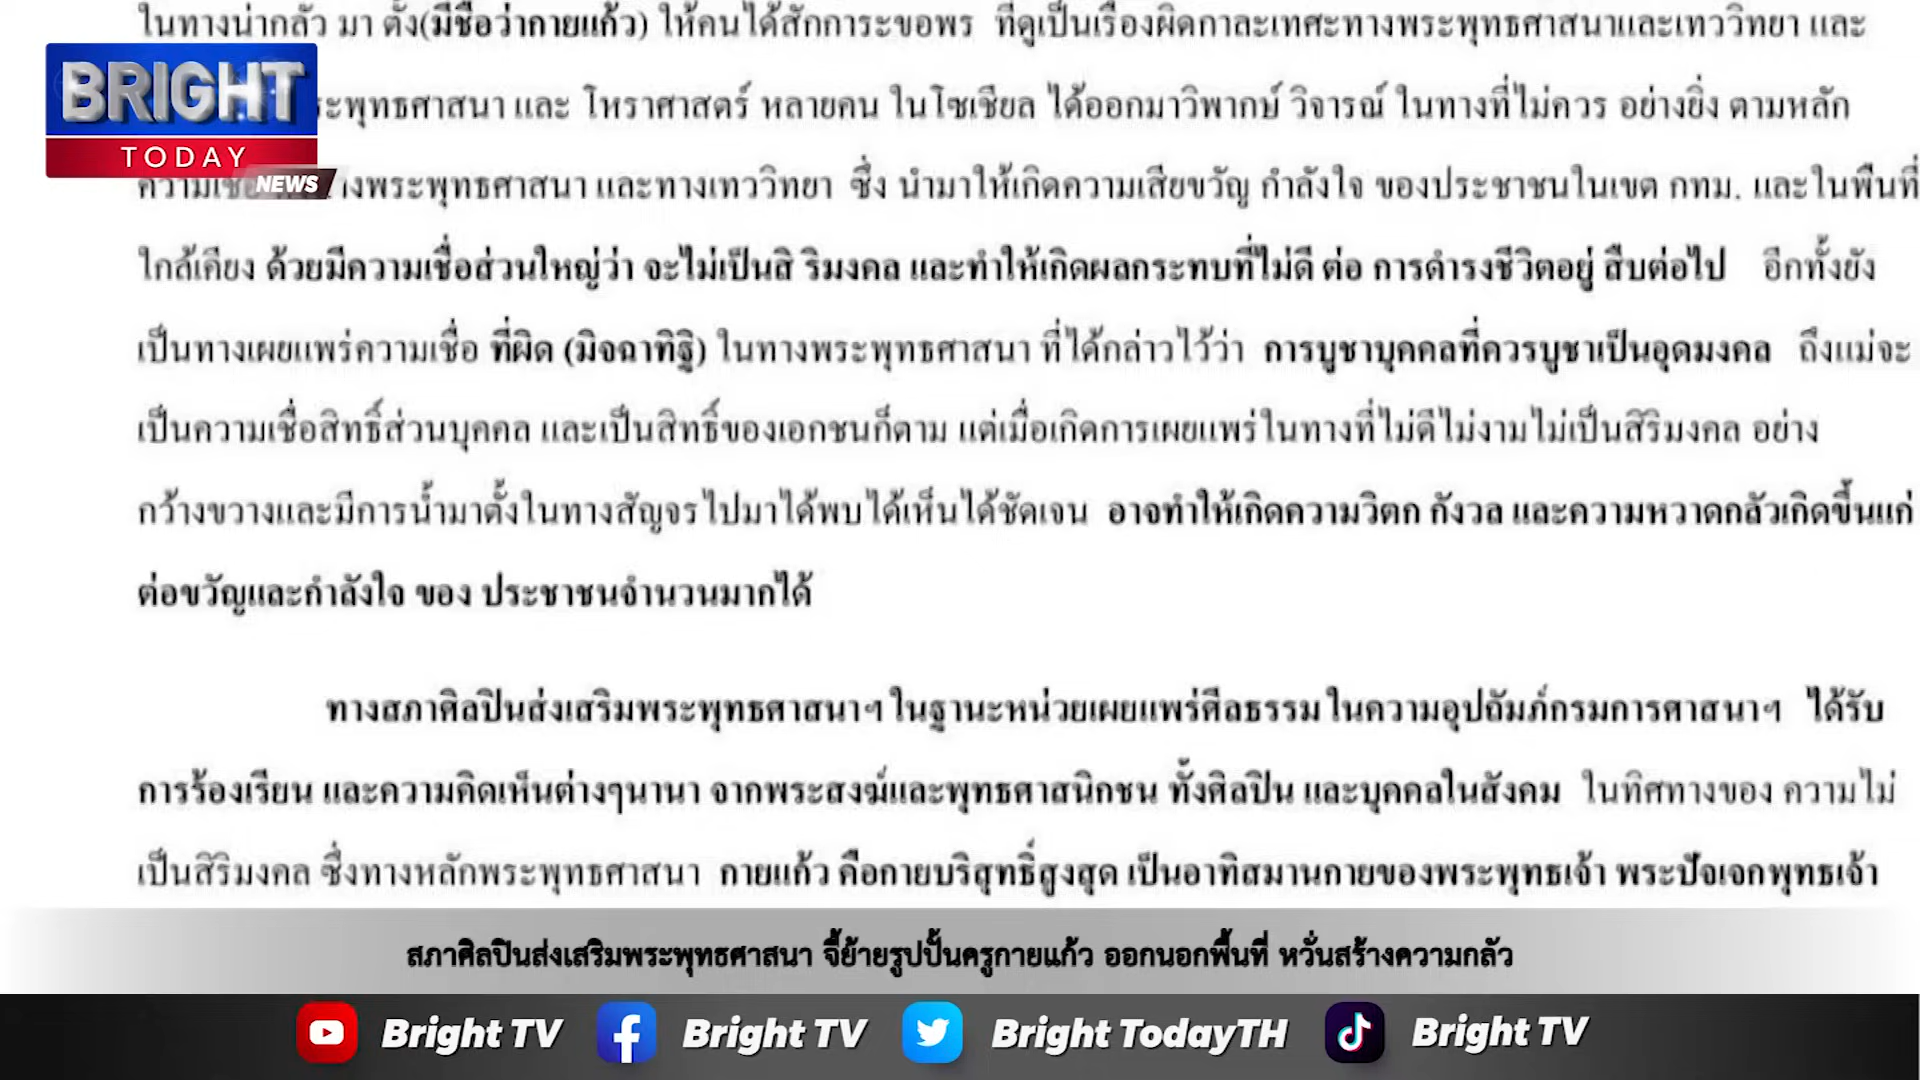 ในทางน่ากลัว มา ตั้ง(มีชื่อว่ากายแก้ว) ให้คนได้สักการะขอพร ที่ดูเป็นเรื่องผิดกาละเทศะทางพระพุทธศาสนาและเทววิทยา และ
BRIGHT
TODAY
NEWS
ระพุทธศาสนา และ โหราศาสตร์ หลายคน ในโซเชียล ได้ออกมาวิพากษ์ วิจารณ์ ในทางที่ไม่ควร อย่างยิ่ง ตามหลัก
ความเชื่อ างพระพุทธศาสนา และทางเทววิทยา ซึ่ง นำมาให้เกิดความเสียขวัญ กำลังใจ ของประชาชนในเขต กทม. และในพื้นที่
ใกล้เคียง ด้วยมีความเชื่อส่วนใหญ่ว่า จะไม่เป็นสิ ริมงคล และทำให้เกิดผลกระทบที่ไม่ดี ต่อ การดำรงชีวิตอยู่ สืบต่อไป อีกทั้งยัง
เป็นทางเผยแพร่ความเชื่อ ที่ผิด (มิจฉาทิฐิ) ในทางพระพุทธศาสนา ที่ได้กล่าวไว้ว่า การบูชาบุคคลที่ควรบูชาเป็นอุดมงคล ถึงแม่จะ
เป็นความเชื่อสิทธิ์ส่วนบุคคล และเป็นสิทธิ์ของเอกชนก็ตาม แต่เมื่อเกิดการเผยแพร่ในทางที่ไม่ดีไม่งามไม่เป็นสิริมงคล อย่าง
กว้างขวางและมีการน้ำมาตั้งในทางสัญจรไปมาได้พบได้เห็นได้ชัดเจน อาจทำให้เกิดความวิตก กังวล และความหวาดกลัวเกิดขึ้นแก่
ต่อขวัญและกำลังใจ ของ ประชาชนจำนวนมากได้
ทางสภาศิลปินส่งเสริมพระพุทธศาสนาฯ ในฐานะหน่วยเผยแพร่ศีลธรรม ในความอุปถัมภ์กรมการศาสนาฯ ได้รับ
การร้องเรียน และความคิดเห็นต่างๆนานา จากพระสงฆ์และพุทธศาสนิกชน ทั้งศิลปิน และบุคคลในสังคม ในทิศทางของ ความไม่
เป็นสิริมงคล ซึ่งทางหลักพระพุทธศาสนา กายแก้ว คือกายบริสุทธิ์สูงสุด เป็นอาทิสมานกายของพระพุทธเจ้า พระปัจเจกพุทธเจ้า
สภาศิลปินส่งเสริมพระพุทธศาสนา จี้ย้ายรูปปั้นครูกายแก้ว ออกนอกพื้นที่ หวั่นสร้างความกลัว
Bright TV Bright TV Bright TodayTH Bright TV